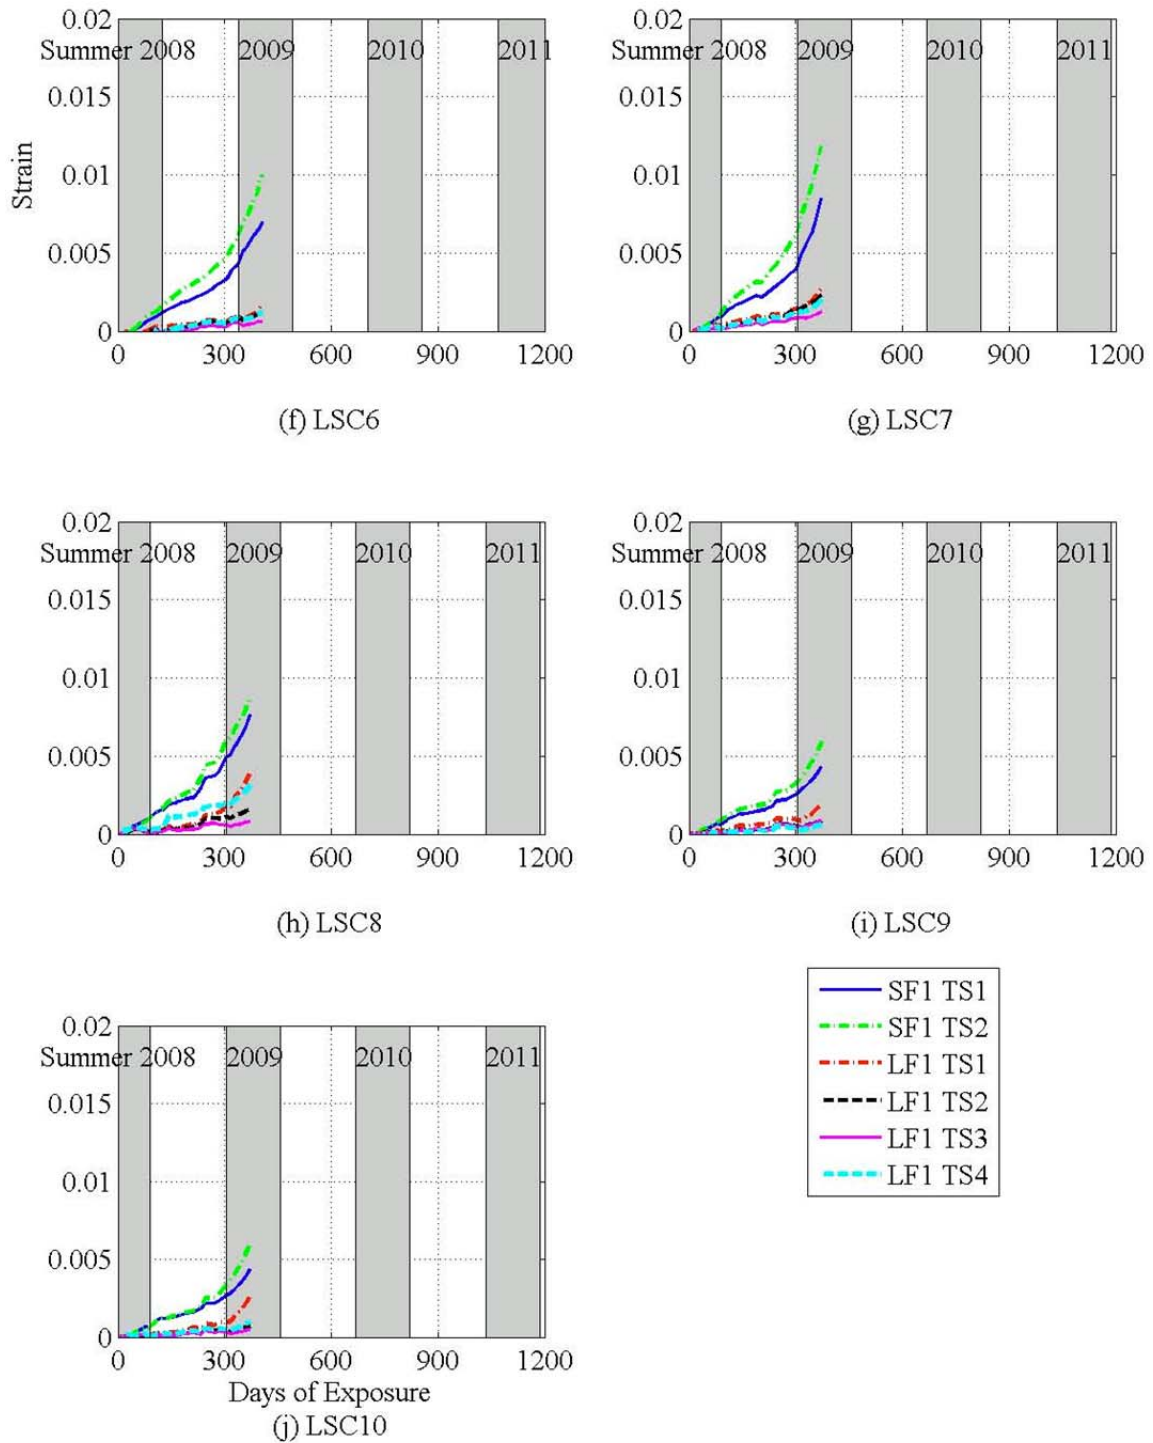 0.02
Summer 2008 2009 2010 2011
0.015
Strain
0.01
0.005
0
0 300 600 900 1200
(f) LSC6
0.02
Summer 2008 2009 2010 2011
0.015
0.01
0.005
0
0 300 600 900 1200
(g) LSC7
0.02
Summer 2008 2009 2010 2011
0.015
0.01
0.005
0
0 300 600 900 1200
(h) LSC8
0.02
Summer 2008 2009 2010 2011
0.015
0.01
0.005
0
0 300 600 900 1200
(i) LSC9
0.02
Summer 2008 2009 2010 2011
0.015
0.01
0.005
0
0 300 600 900 1200
Days of Exposure
(j) LSC10
SF1 TS1
SF1 TS2
LF1 TS1
LF1 TS2
LF1 TS3
LF1 TS4